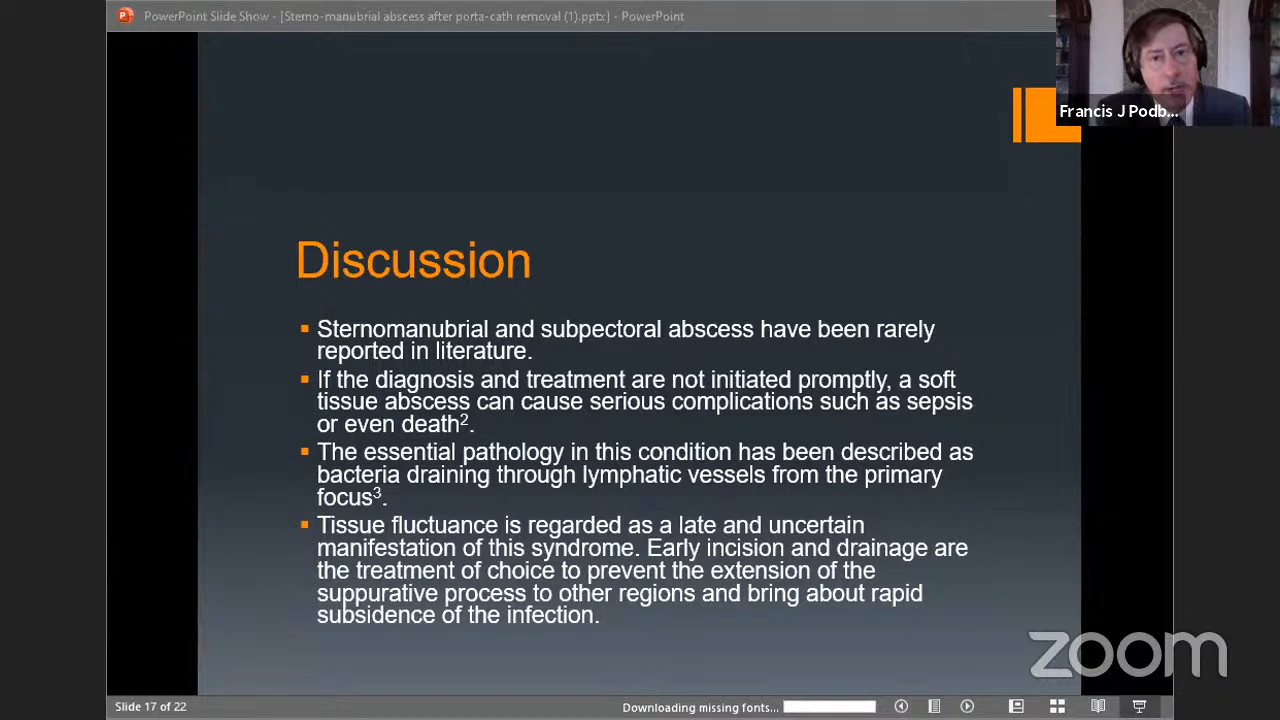 PowerPoint Slide Show - [Sterno-manubrial abscess after porta-cath removal (1).pptx] - PowerPoint
Francis J Podb...
Discussion
Sternomanubrial and subpectoral abscess have been rarely
reported in literature.
If the diagnosis and treatment are not initiated promptly, a soft
tissue abscess can cause serious complications such as sepsis
or even death².
The essential pathology in this condition has been described as
bacteria draining through lymphatic vessels from the primary
focus³.
Tissue fluctuance is regarded as a late and uncertain
manifestation of this syndrome. Early incision and drainage are
the treatment of choice to prevent the extension of the
suppurative process to other regions and bring about rapid
subsidence of the infection.
zoom
Slide 17 of 22
Downloading missing fonts...